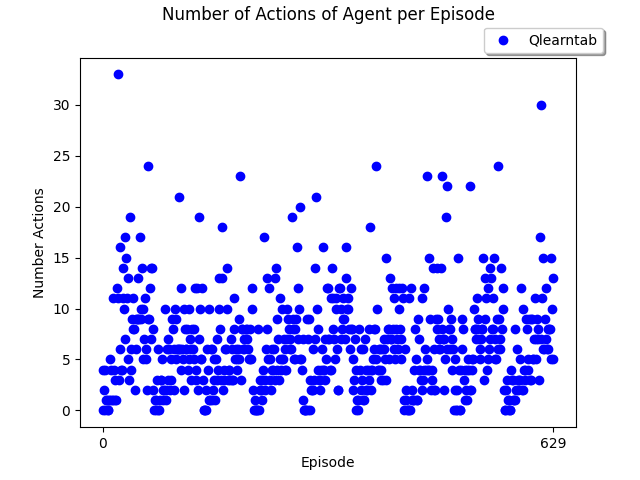 Number of Actions of Agent per Episode
Qlearntab
30
25
20
15
10
5
0
Number Actions
0 629
Episode